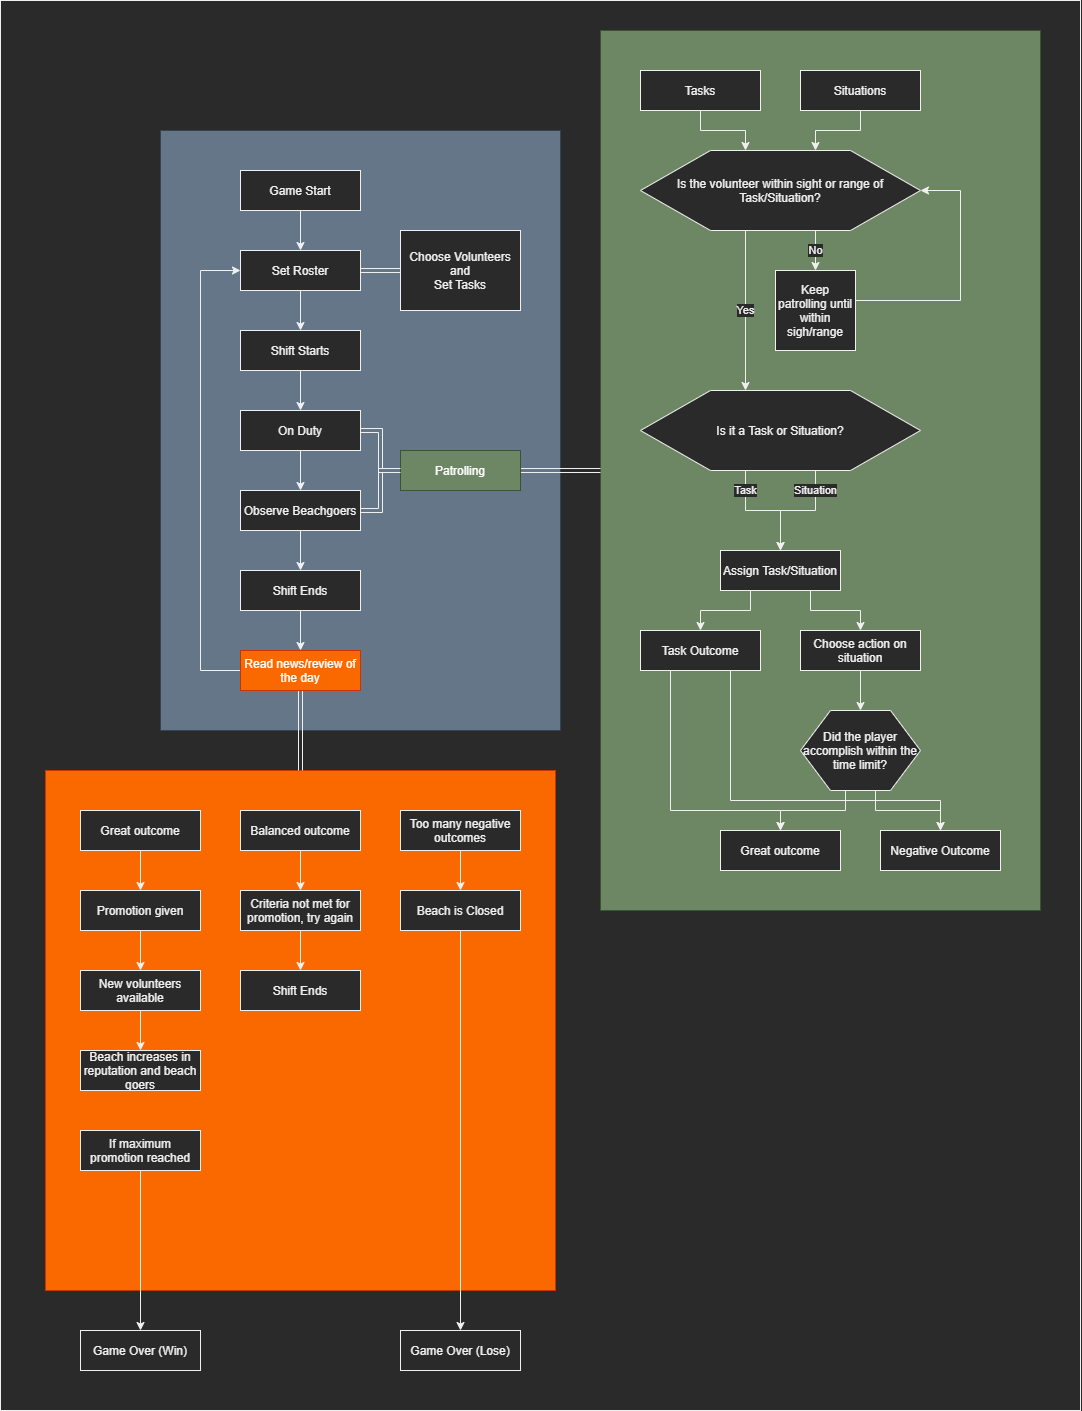 Game Start
Set Roster
Choose Volunteers
and
Set Tasks
Shift Starts
On Duty
Patrolling
Observe Beachgoers
Shift Ends
Read news/review of
the day
Tasks
Situations
Is the volunteer within sight or range of
Task/Situation?
No
Keep
patrolling until
within
sigh/range
Yes
Is it a Task or Situation?
Task
Situation
Assign Task/Situation
Task Outcome
Choose action on
situation
Did the player
accomplish within the
time limit?
Great outcome
Negative Outcome
Great outcome
Promotion given
New volunteers
available
Beach increases in
reputation and beach
goers
If maximum
promotion reached
Game Over (Win)
Balanced outcome
Criteria not met for
promotion, try again
Shift Ends
Too many negative
outcomes
Beach is Closed
Game Over (Lose)